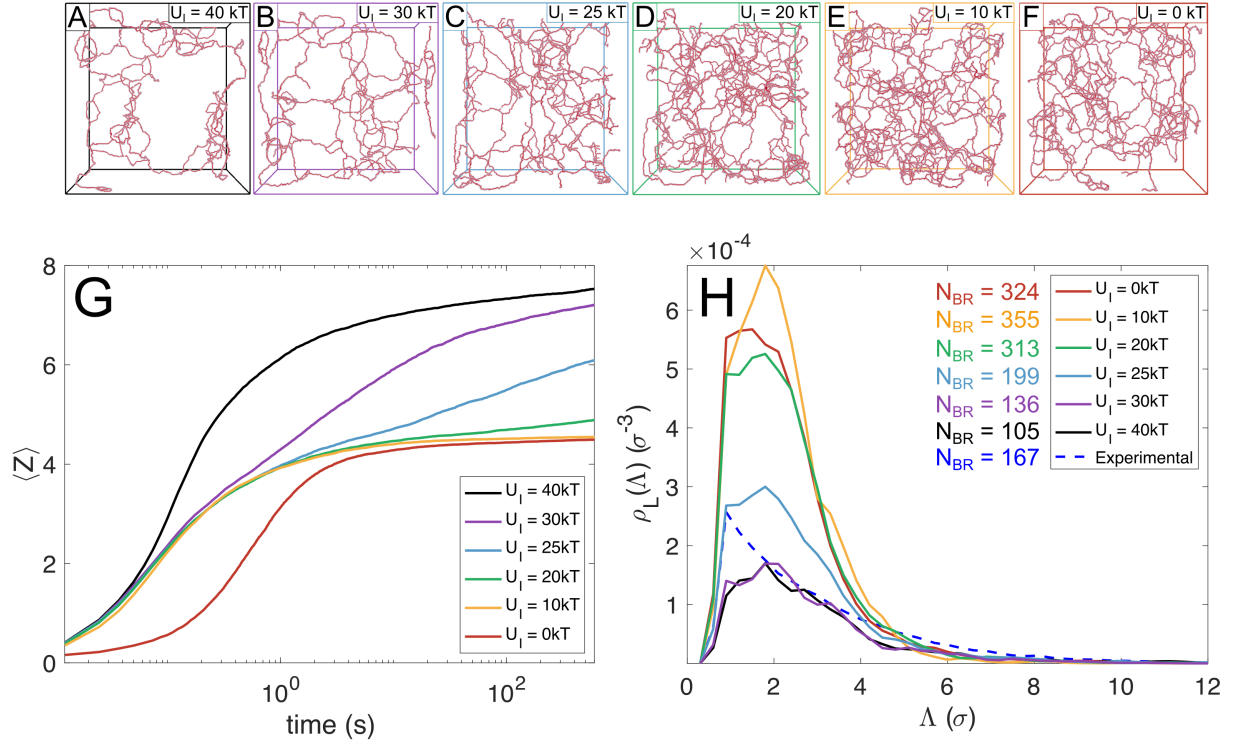 A U_I = 40 kT
B U_I = 30 kT
C U_I = 25 kT
D U_I = 20 kT
E U_I = 10 kT
F U_I = 0 kT
G
8
6
4
2
0
⟨Z⟩
10^0
10^2
time (s)
U_I = 40kT
U_I = 30kT
U_I = 25kT
U_I = 20kT
U_I = 10kT
U_I = 0kT
×10^-4
H
6
5
4
3
2
1
ρ_L(Λ) (σ^-3)
0
2
4
6
8
10
12
Λ (σ)
N_BR = 324
N_BR = 355
N_BR = 313
N_BR = 199
N_BR = 136
N_BR = 105
N_BR = 167
U_I = 0kT
U_I = 10kT
U_I = 20kT
U_I = 25kT
U_I = 30kT
U_I = 40kT
Experimental